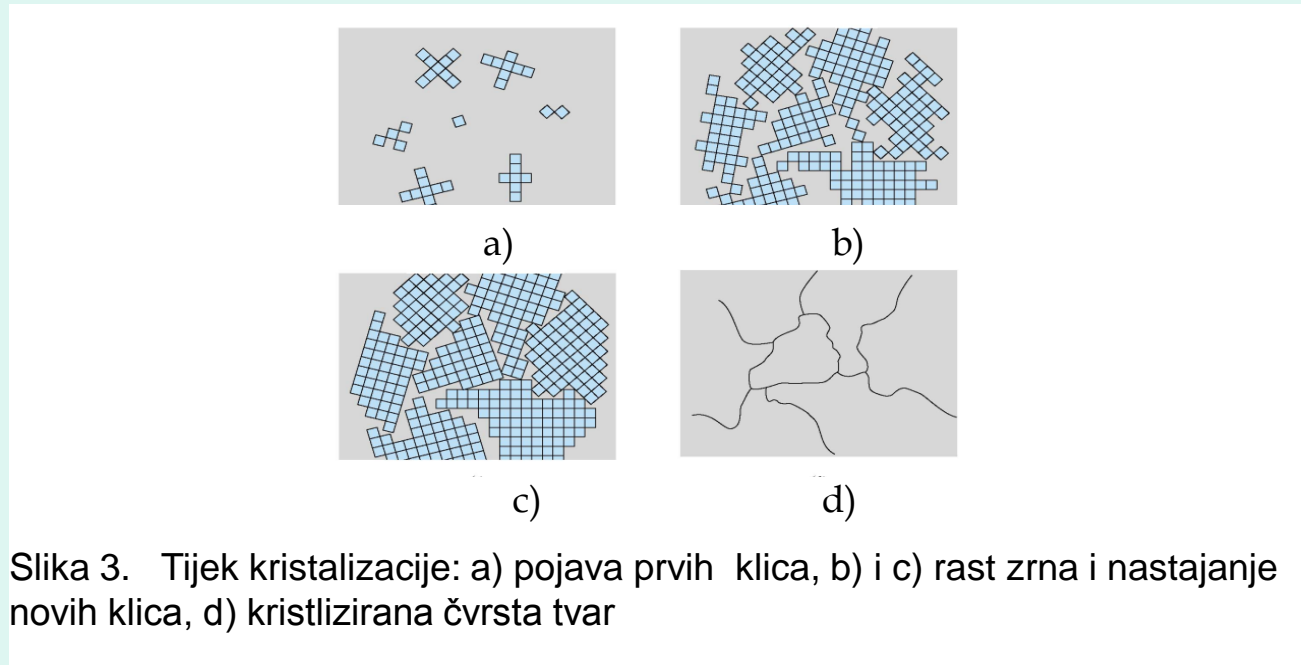 a)
b)
c)
d)
Slika 3. Tijek kristalizacije: a) pojava prvih klica, b) i c) rast zrna i nastajanje
novih klica, d) kristlizirana čvrsta tvar